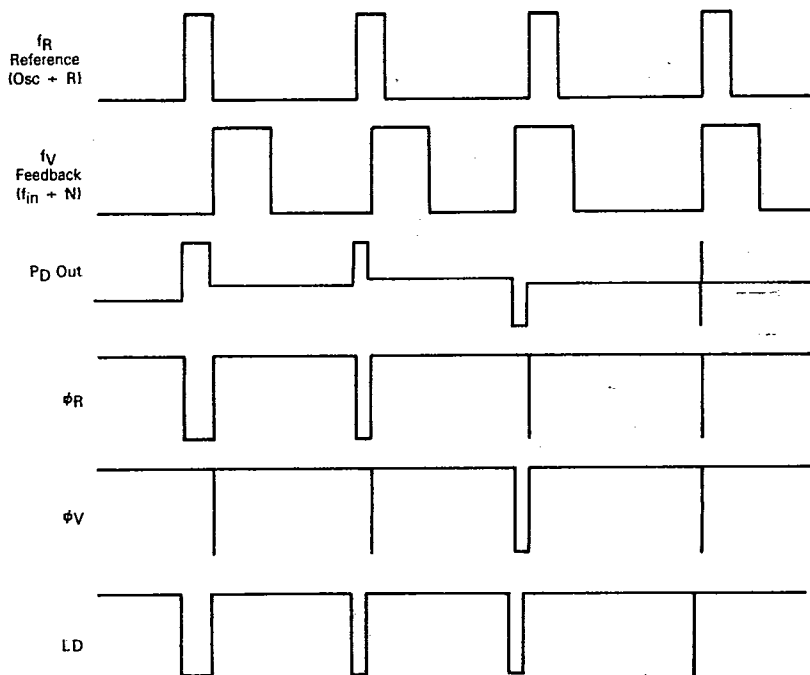 fR
Reference
(Osc ÷ R)
fV
Feedback
(fin ÷ N)
PD Out
ϕR
ϕV
LD